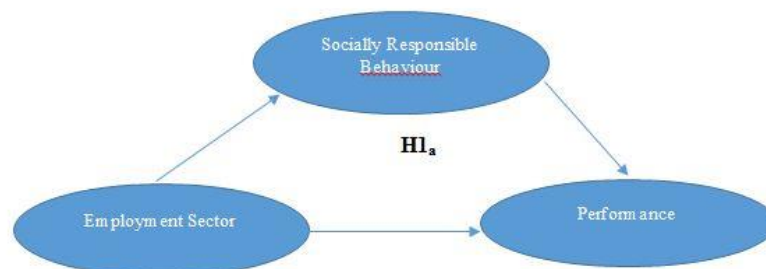 Socially Responsible
Behaviour
H1a
Employment Sector
Performance